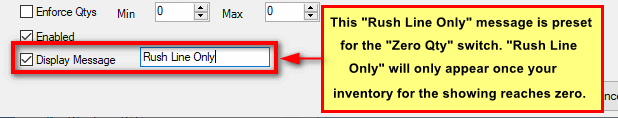 Enforce Qtys Min 0 Max 0
Enabled
Display Message Rush Line Only
This "Rush Line Only" message is preset
for the "Zero Qty" switch. "Rush Line
Only" will only appear once your
inventory for the showing reaches zero.